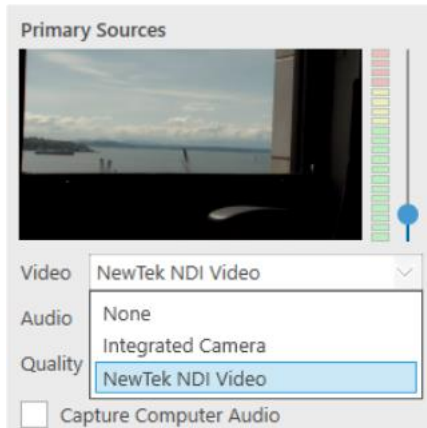 Primary Sources
Video NewTek NDI Video
Audio None
Integrated Camera
Quality NewTek NDI Video
Capture Computer Audio